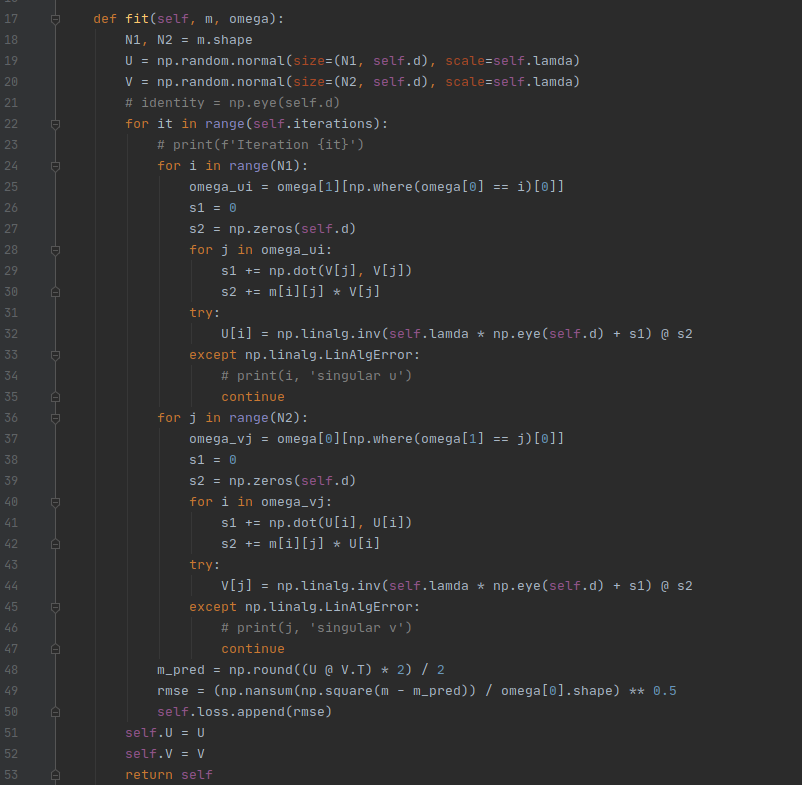 17 def fit(self, m, omega):
18 N1, N2 = m.shape
19 U = np.random.normal(size=(N1, self.d), scale=self.lamda)
20 V = np.random.normal(size=(N2, self.d), scale=self.lamda)
21 # identity = np.eye(self.d)
22 for it in range(self.iterations):
23 # print(f'Iteration {it}')
24 for i in range(N1):
25 omega_ui = omega[1][np.where(omega[0] == i)[0]]
26 s1 = 0
27 s2 = np.zeros(self.d)
28 for j in omega_ui:
29 s1 += np.dot(V[j], V[j])
30 s2 += m[i][j] * V[j]
31 try:
32 U[i] = np.linalg.inv(self.lamda * np.eye(self.d) + s1) @ s2
33 except np.linalg.LinAlgError:
34 # print(i, 'singular u')
35 continue
36 for j in range(N2):
37 omega_vj = omega[0][np.where(omega[1] == j)[0]]
38 s1 = 0
39 s2 = np.zeros(self.d)
40 for i in omega_vj:
41 s1 += np.dot(U[i], U[i])
42 s2 += m[i][j] * U[i]
43 try:
44 V[j] = np.linalg.inv(self.lamda * np.eye(self.d) + s1) @ s2
45 except np.linalg.LinAlgError:
46 # print(j, 'singular v')
47 continue
48 m_pred = np.round((U @ V.T) * 2) / 2
49 rmse = (np.nansum(np.square(m - m_pred)) / omega[0].shape) ** 0.5
50 self.loss.append(rmse)
51 self.U = U
52 self.V = V
53 return self